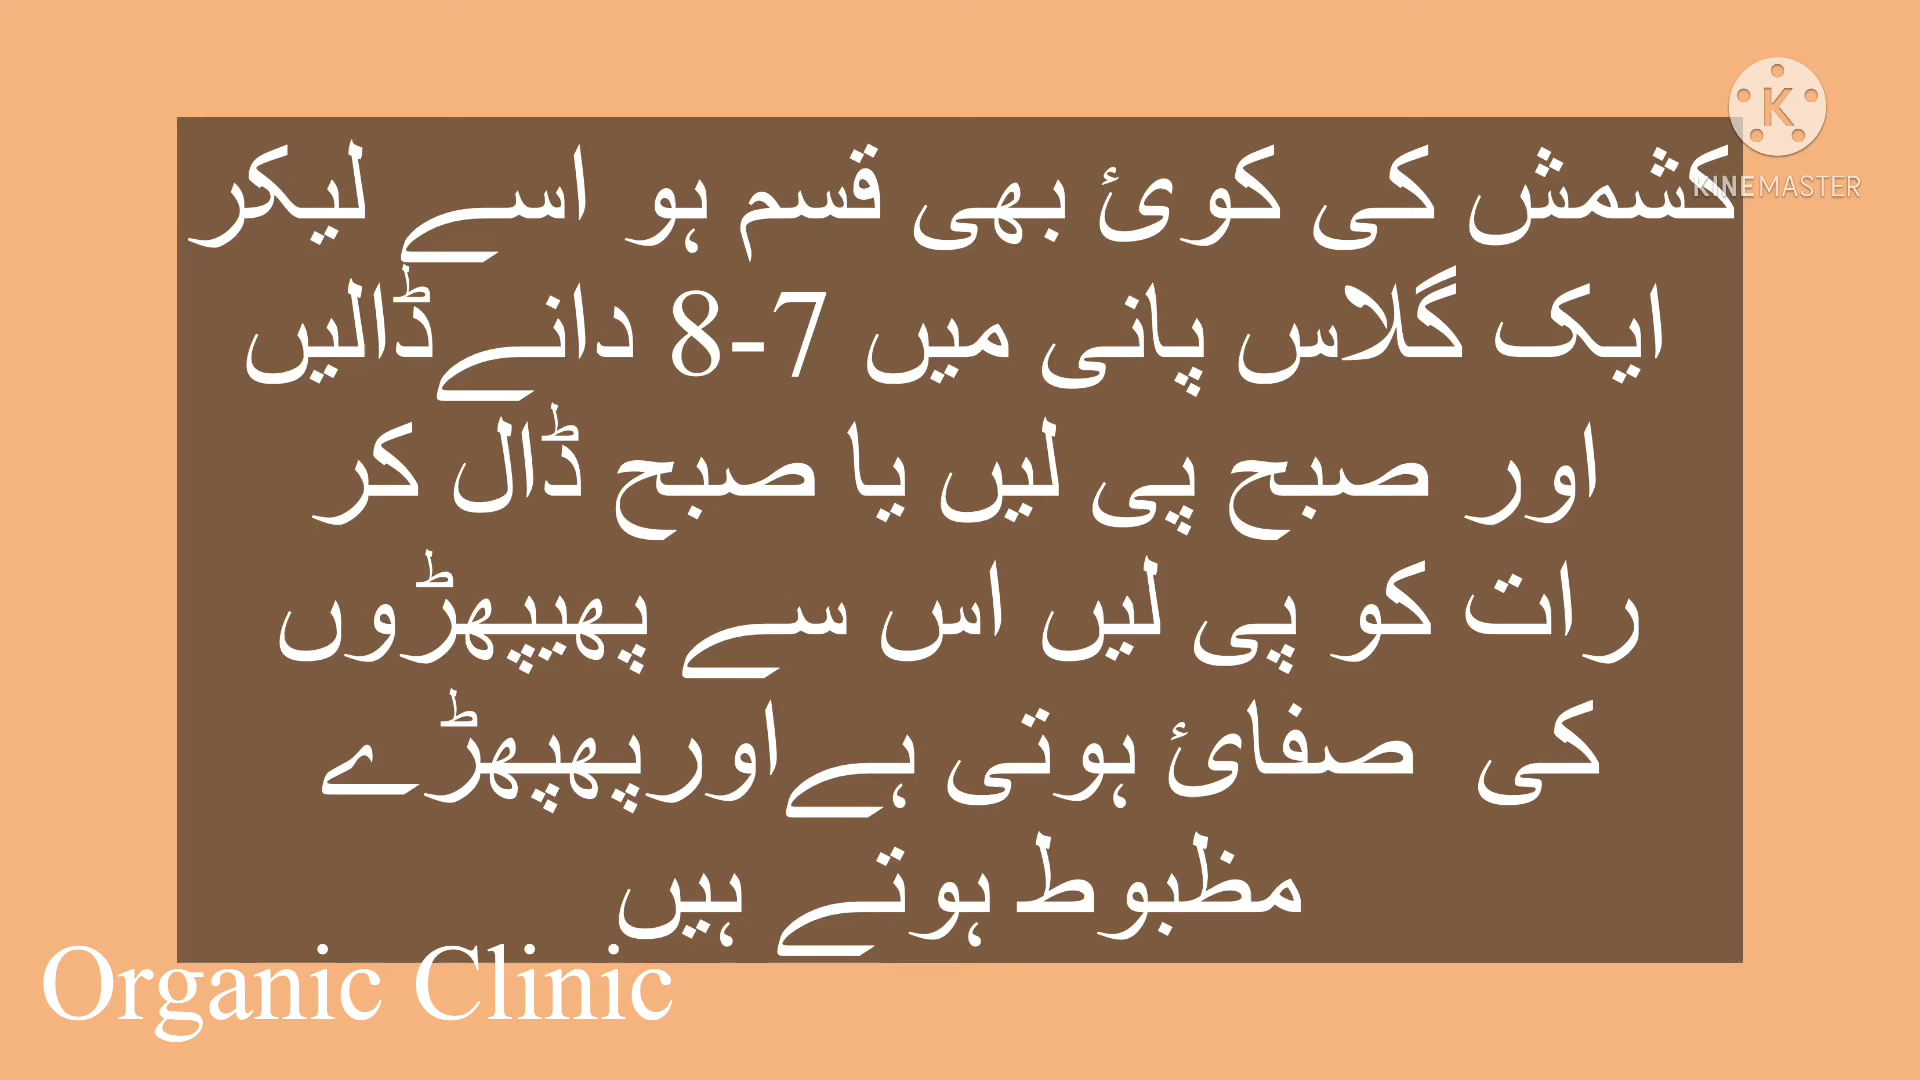 کشمش کی کوئ بھی قسم ہو اسے لیکر
ایک گلاس پانی میں 7-8 دانےڈالیں
اور صبح پی لیں یا صبح ڈال کر
رات کو پی لیں اس سے پھیپھڑوں
کی صفائ ہوتی ہےاورپھپھڑے
مظبوط ہوتے ہیں
Organic Clinic
KINEMASTER